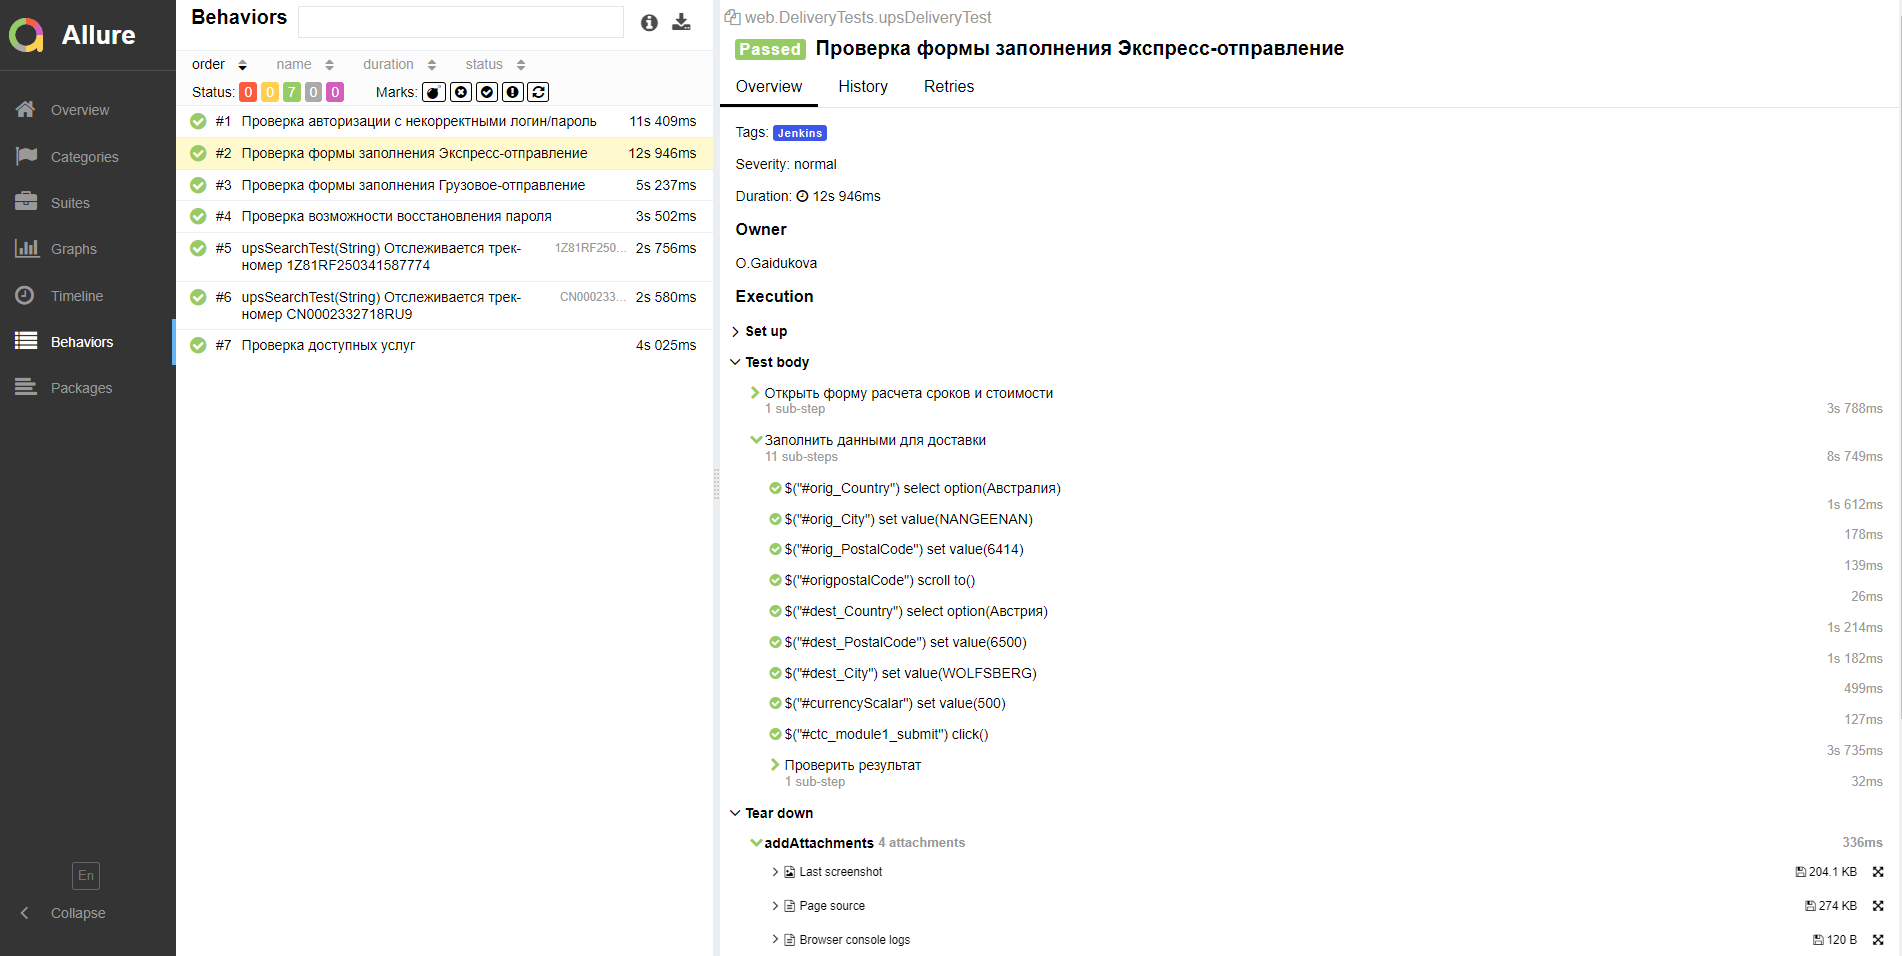 Allure
Overview
Categories
Suites
Graphs
Timeline
Behaviors
Packages
En
Collapse
Behaviors
order name duration status
Status: 0 0 7 0 0 Marks:
#1 Проверка авторизации с некорректными логин/пароль 11s 409ms
#2 Проверка формы заполнения Экспресс-отправление 12s 946ms
#3 Проверка формы заполнения Грузовое-отправление 5s 237ms
#4 Проверка возможности восстановления пароля 3s 502ms
#5 upsSearchTest(String) Отслеживается трек- 1Z81RF250... 2s 756ms
номер 1Z81RF250341587774
#6 upsSearchTest(String) Отслеживается трек- CN000233... 2s 580ms
номер CN0002332718RU9
#7 Проверка доступных услуг 4s 025ms
web.DeliveryTests.upsDeliveryTest
Passed Проверка формы заполнения Экспресс-отправление
Overview History Retries
Tags: Jenkins
Severity: normal
Duration: 12s 946ms
Owner
O.Gaidukova
Execution
Set up
Test body
Открыть форму расчета сроков и стоимости
1 sub-step 3s 788ms
Заполнить данными для доставки
11 sub-steps 8s 749ms
$("#orig_Country") select option(Австралия)
1s 612ms
$("#orig_City") set value(NANGEENAN)
178ms
$("#orig_PostalCode") set value(6414)
139ms
$("#origpostalCode") scroll to()
26ms
$("#dest_Country") select option(Австрия)
1s 214ms
$("#dest_PostalCode") set value(6500)
1s 182ms
$("#dest_City") set value(WOLFSBERG)
499ms
$("#currencyScalar") set value(500)
127ms
$("#ctc_module1_submit") click()
3s 735ms
Проверить результат
1 sub-step 32ms
Tear down
addAttachments 4 attachments 336ms
Last screenshot 204.1 KB
Page source 274 KB
Browser console logs 120 B